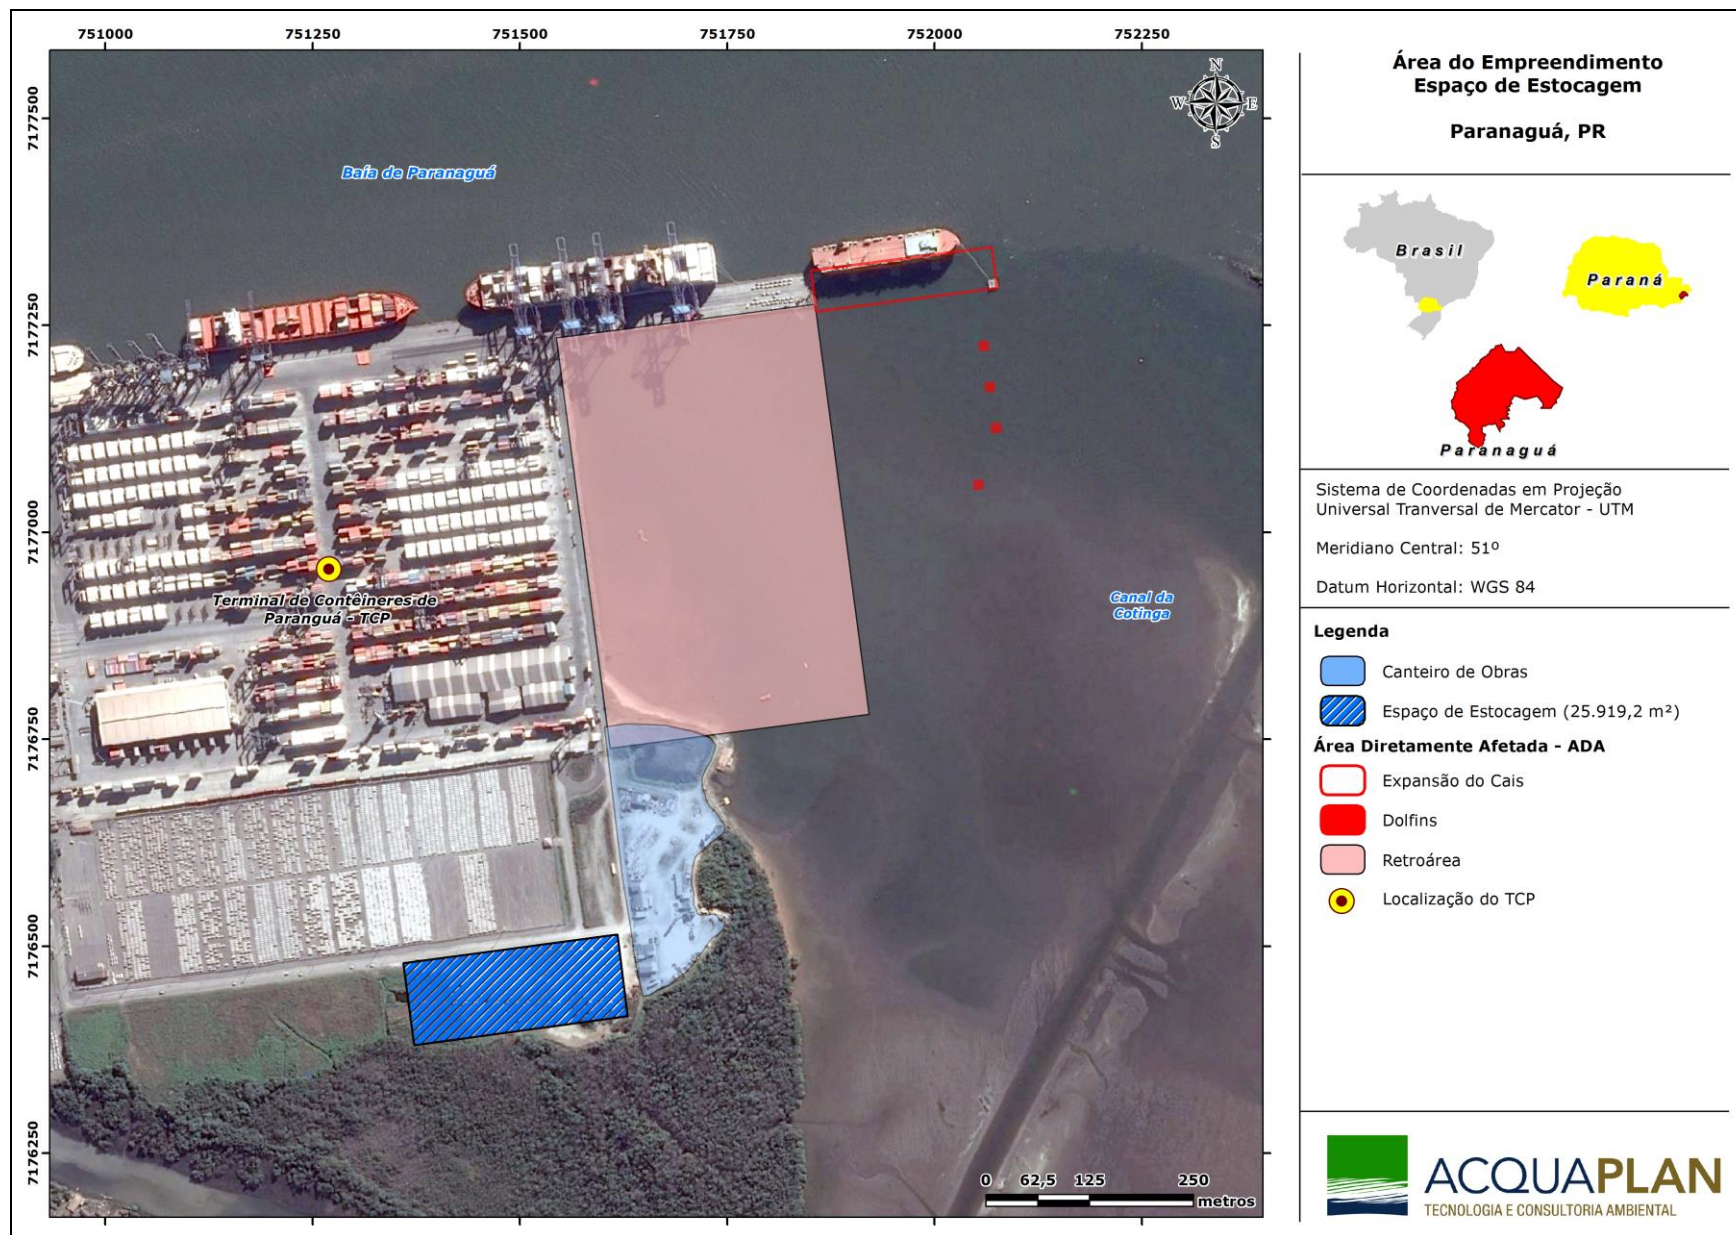 751000
751250
751500
751750
752000
752250
7177500
7177250
7177000
7176750
7176500
7176250
N
W
E
S
Baía de Paranaguá
Terminal de Contêineres de
Paranguá - TCP
Canal da
Cotinga
0 62,5 125 250
metros
Área do Empreendimento
Espaço de Estocagem
Paranaguá, PR
Brasil
Paraná
Paranaguá
Sistema de Coordenadas em Projeção
Universal Tranversal de Mercator - UTM
Meridiano Central: 51º
Datum Horizontal: WGS 84
Legenda
Canteiro de Obras
Espaço de Estocagem (25.919,2 m²)
Área Diretamente Afetada - ADA
Expansão do Cais
Dolfins
Retroárea
Localização do TCP
ACQUAPLAN
TECNOLOGIA E CONSULTORIA AMBIENTAL